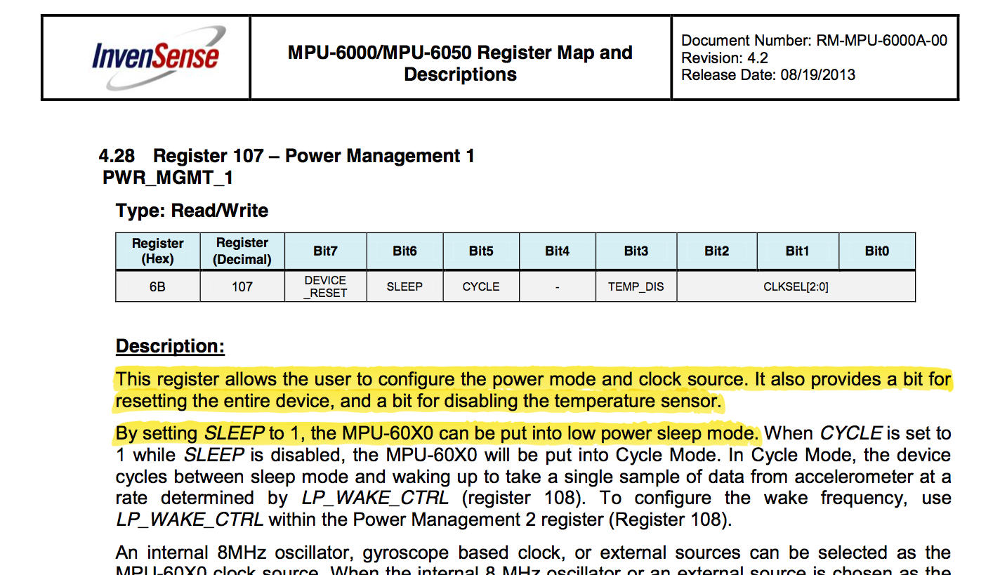 InvenSense
MPU-6000/MPU-6050 Register Map and
Descriptions
Document Number: RM-MPU-6000A-00
Revision: 4.2
Release Date: 08/19/2013
4.28 Register 107 – Power Management 1
PWR_MGMT_1
Type: Read/Write
Register (Hex) Register (Decimal) Bit7 Bit6 Bit5 Bit4 Bit3 Bit2 Bit1 Bit0
6B 107 DEVICE _RESET SLEEP CYCLE - TEMP_DIS CLKSEL[2:0]
Description:
This register allows the user to configure the power mode and clock source. It also provides a bit for
resetting the entire device, and a bit for disabling the temperature sensor.
By setting SLEEP to 1, the MPU-60X0 can be put into low power sleep mode. When CYCLE is set to
1 while SLEEP is disabled, the MPU-60X0 will be put into Cycle Mode. In Cycle Mode, the device
cycles between sleep mode and waking up to take a single sample of data from accelerometer at a
rate determined by LP_WAKE_CTRL (register 108). To configure the wake frequency, use
LP_WAKE_CTRL within the Power Management 2 register (Register 108).
An internal 8MHz oscillator, gyroscope based clock, or external sources can be selected as the
MPU-60X0 clock source. When the internal 8 MHz oscillator or an external source is chosen as the